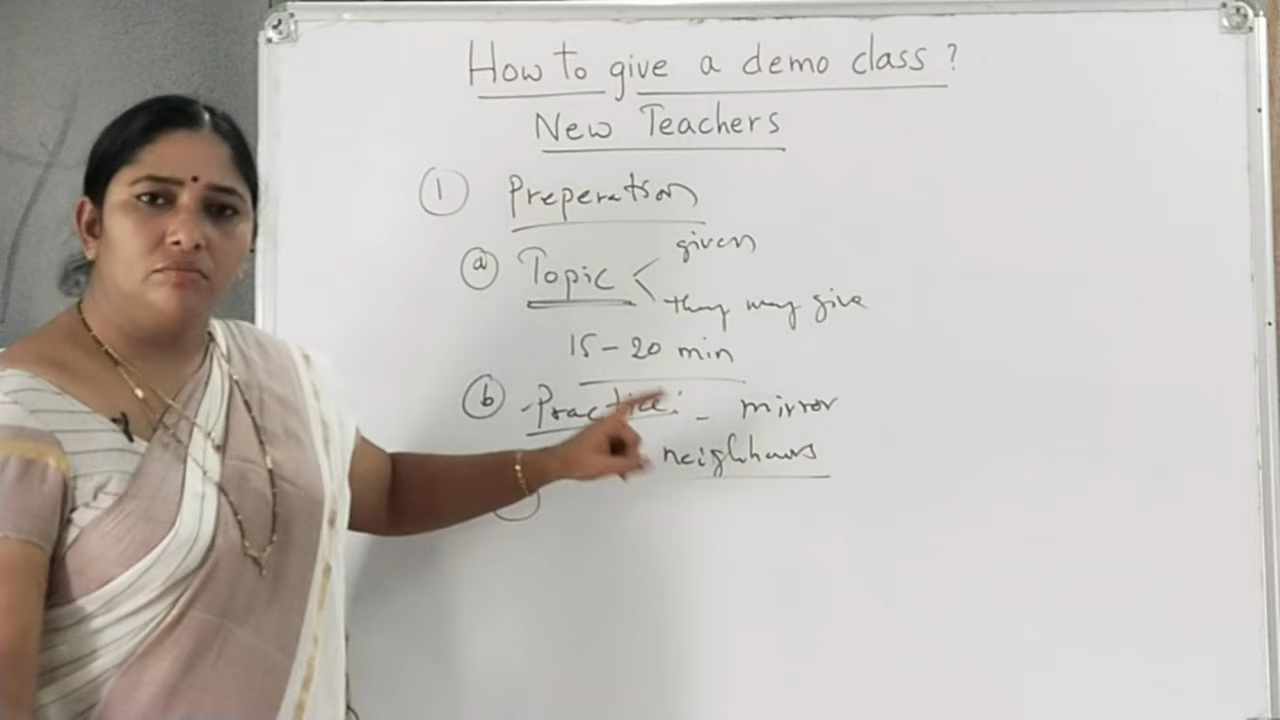 How to give a demo class?
New Teachers
① Preperation
ⓐ Topic < given
they may give
15-20 min
ⓑ Practice: - mirror
neighhours